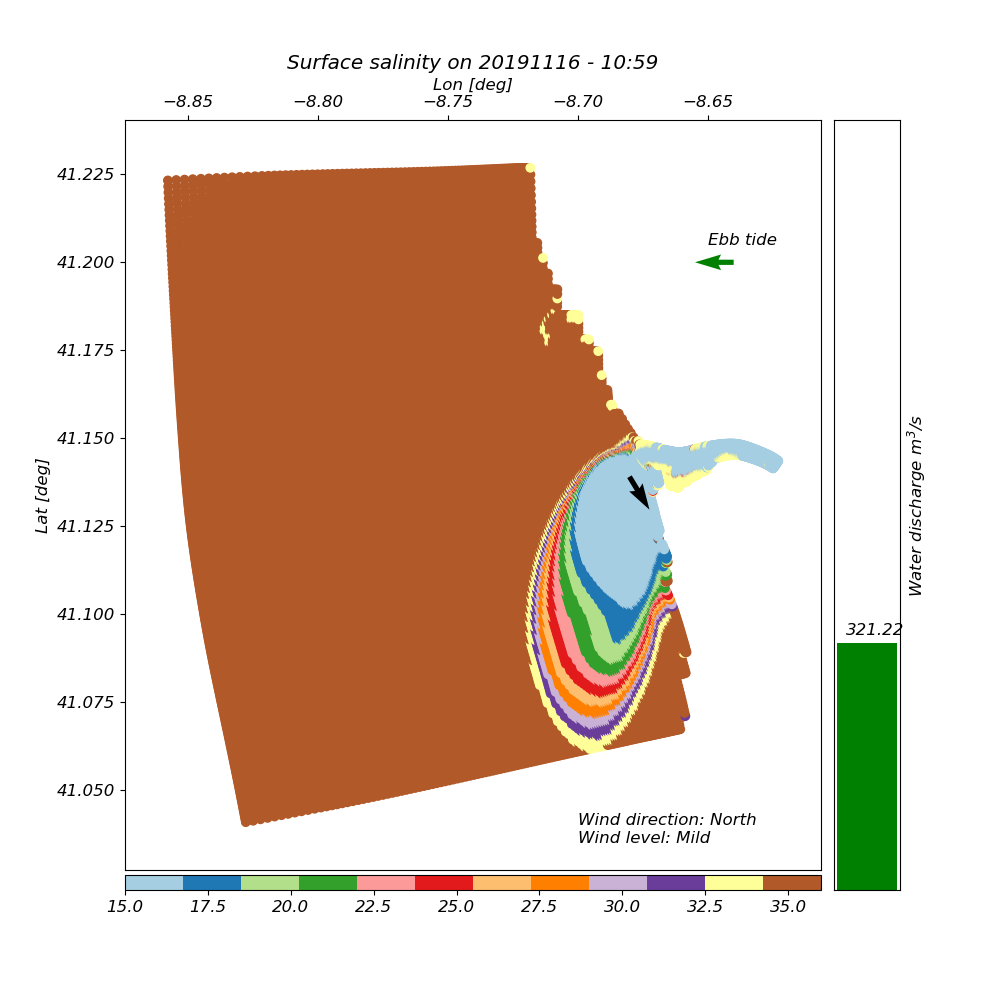 Surface salinity on 20191116 - 10:59
Lon [deg]
−8.85 −8.80 −8.75 −8.70 −8.65
41.225
41.200
41.175
41.150
41.125
41.100
41.075
41.050
Lat [deg]
Ebb tide
Wind direction: North
Wind level: Mild
321.22
Water discharge m³/s
15.0 17.5 20.0 22.5 25.0 27.5 30.0 32.5 35.0